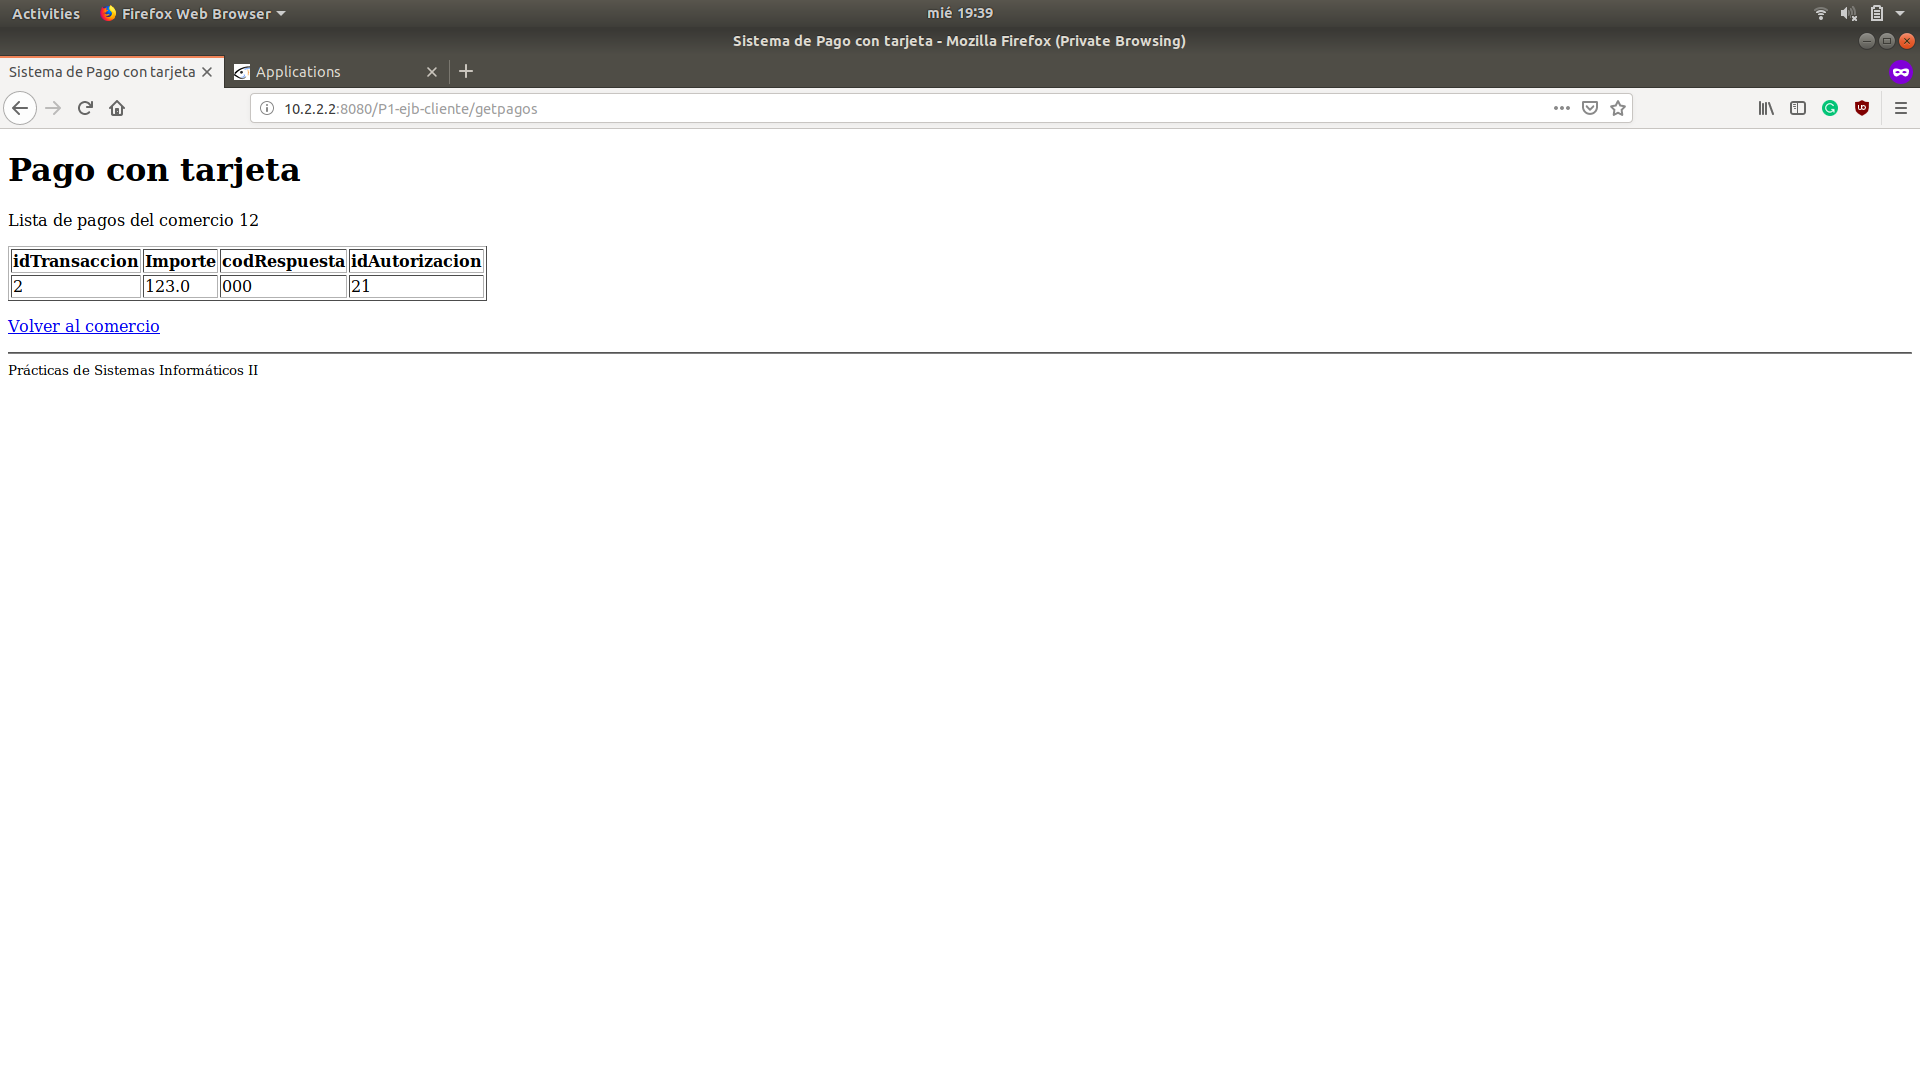 Activities Firefox Web Browser mié 19:39
Sistema de Pago con tarjeta - Mozilla Firefox (Private Browsing)
Sistema de Pago con tarjeta Applications
10.2.2.2:8080/P1-ejb-cliente/getpagos
Pago con tarjeta
Lista de pagos del comercio 12
idTransaccion Importe codRespuesta idAutorizacion
2 123.0 000 21
Volver al comercio
Prácticas de Sistemas Informáticos II